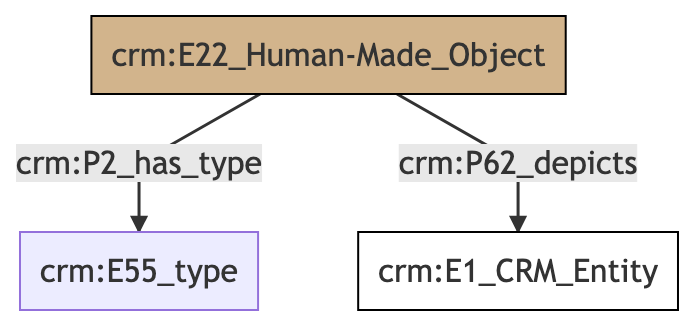 crm:E22_Human-Made_Object
crm:P2_has_type
crm:P62_depicts
crm:E55_type
crm:E1_CRM_Entity